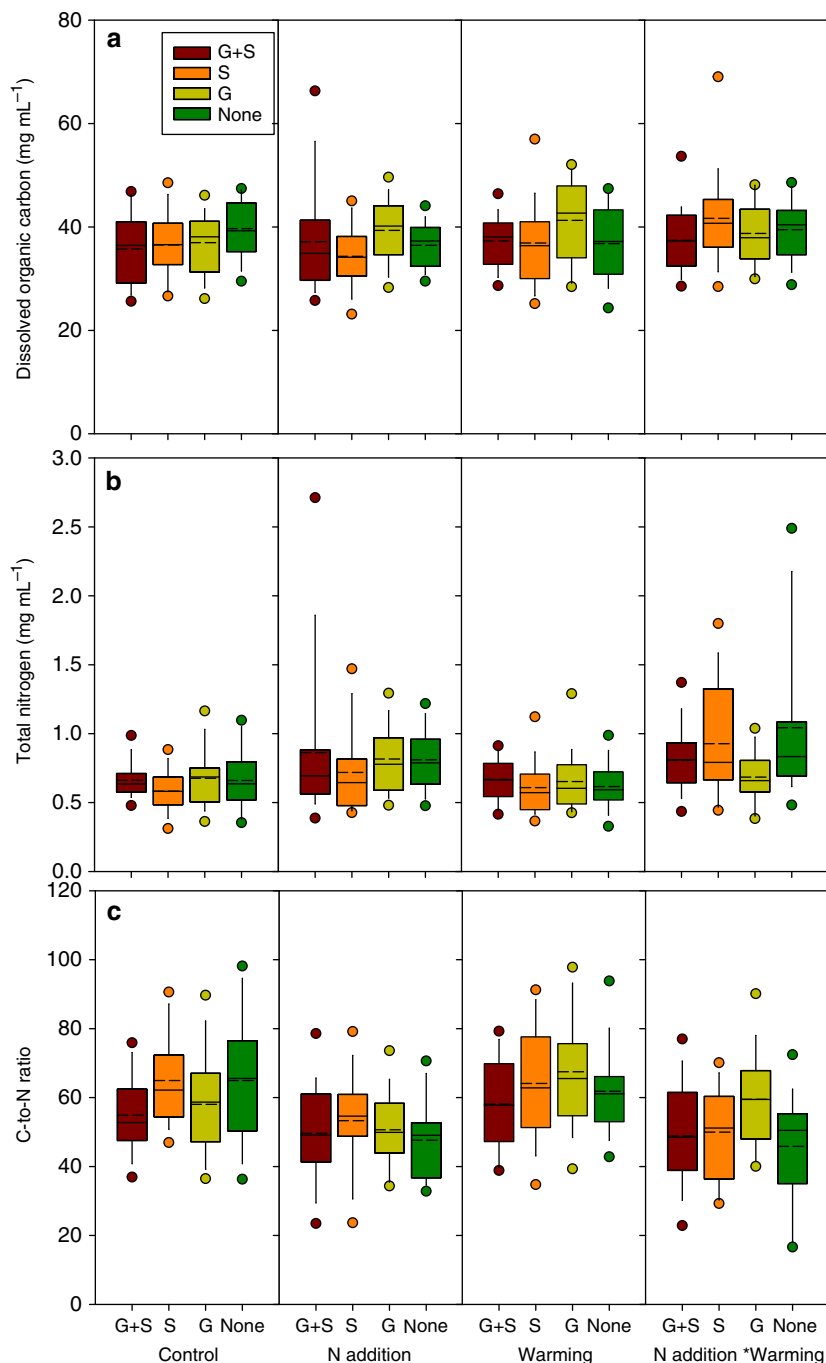 80
a
G+S
S
G
None
60
40
20
0
Dissolved organic carbon (mg mL⁻¹)
3.0
b
2.5
2.0
1.5
1.0
0.5
0.0
Total nitrogen (mg mL⁻¹)
120
c
100
80
60
40
20
0
C-to-N ratio
G+S S G None G+S S G None G+S S G None G+S S G None
Control N addition Warming N addition *Warming